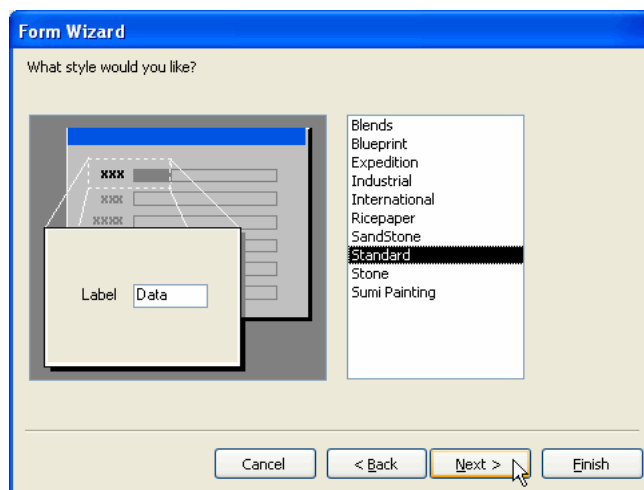 Form Wizard
What style would you like?
xxx
xxx
xxxx
Label Data
Blends
Blueprint
Expedition
Industrial
International
Ricepaper
SandStone
Standard
Stone
Sumi Painting
Cancel < Back Next > Finish